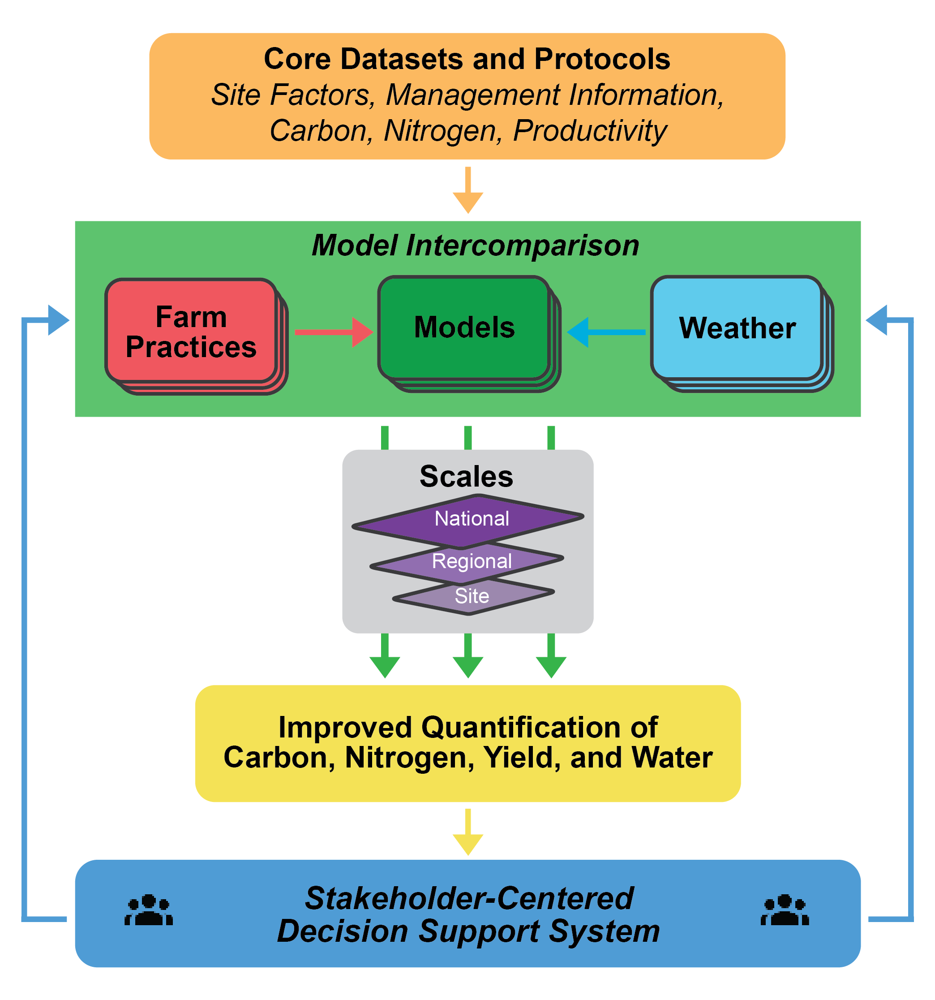 Core Datasets and Protocols
Site Factors, Management Information,
Carbon, Nitrogen, Productivity
Model Intercomparison
Farm
Practices
Models
Weather
Scales
National
Regional
Site
Improved Quantification of
Carbon, Nitrogen, Yield, and Water
Stakeholder-Centered
Decision Support System